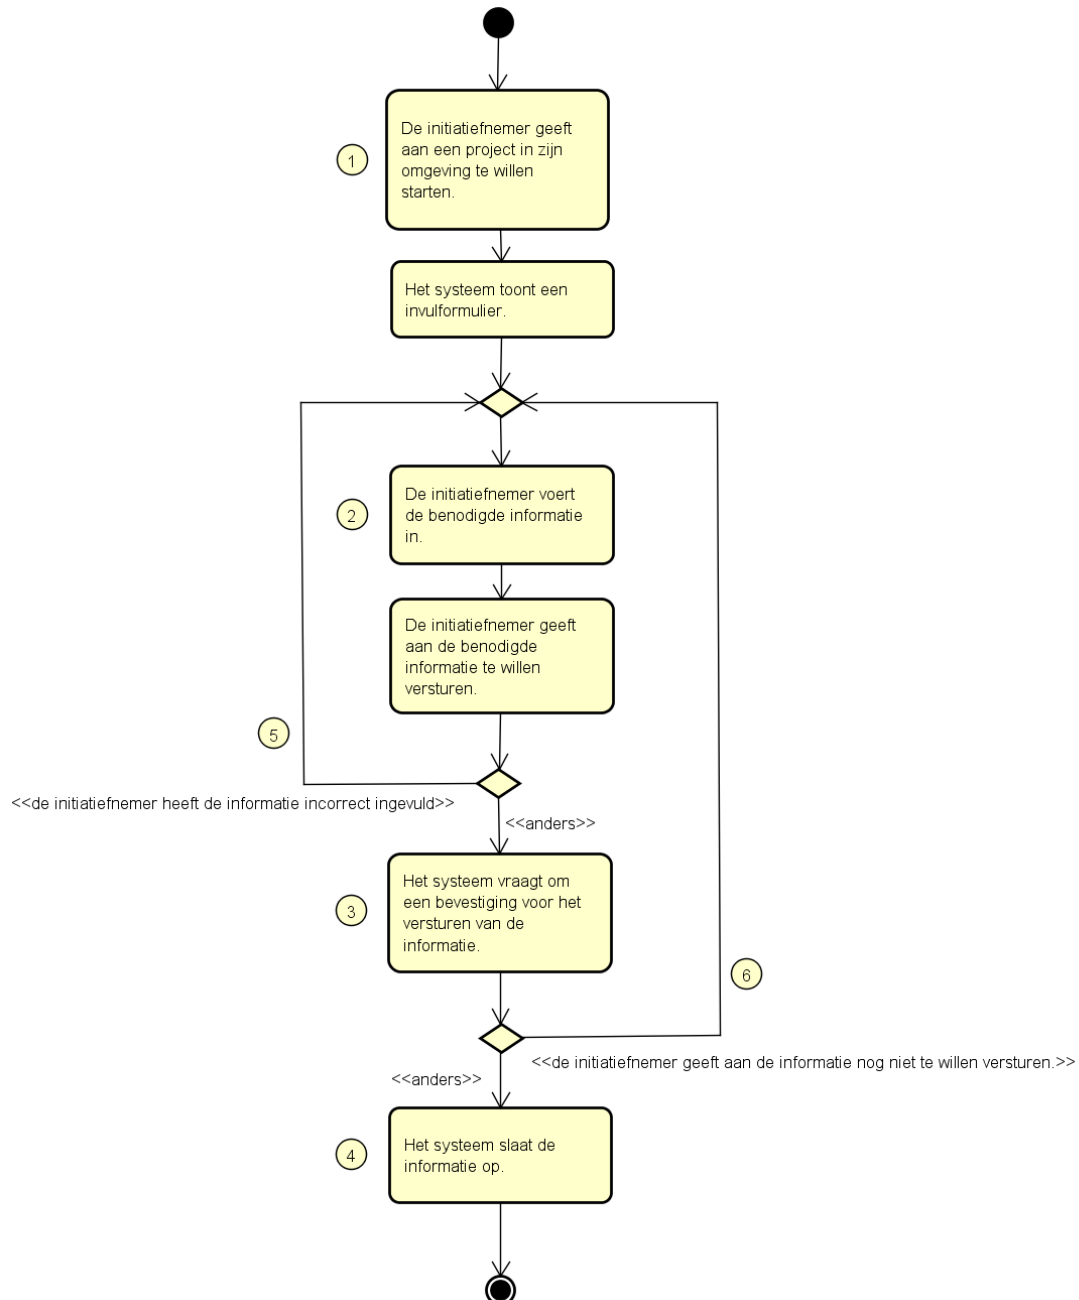 De initiatiefnemer geeft
aan een project in zijn
omgeving te willen
starten.
1
Het systeem toont een
invulformulier.
De initiatiefnemer voert
de benodigde informatie
in.
2
De initiatiefnemer geeft
aan de benodigde
informatie te willen
versturen.
5
<<de initiatiefnemer heeft de informatie incorrect ingevuld>>
<<anders>>
Het systeem vraagt om
een bevestiging voor het
versturen van de
informatie.
3
6
<<de initiatiefnemer geeft aan de informatie nog niet te willen versturen.>>
<<anders>>
Het systeem slaat de
informatie op.
4